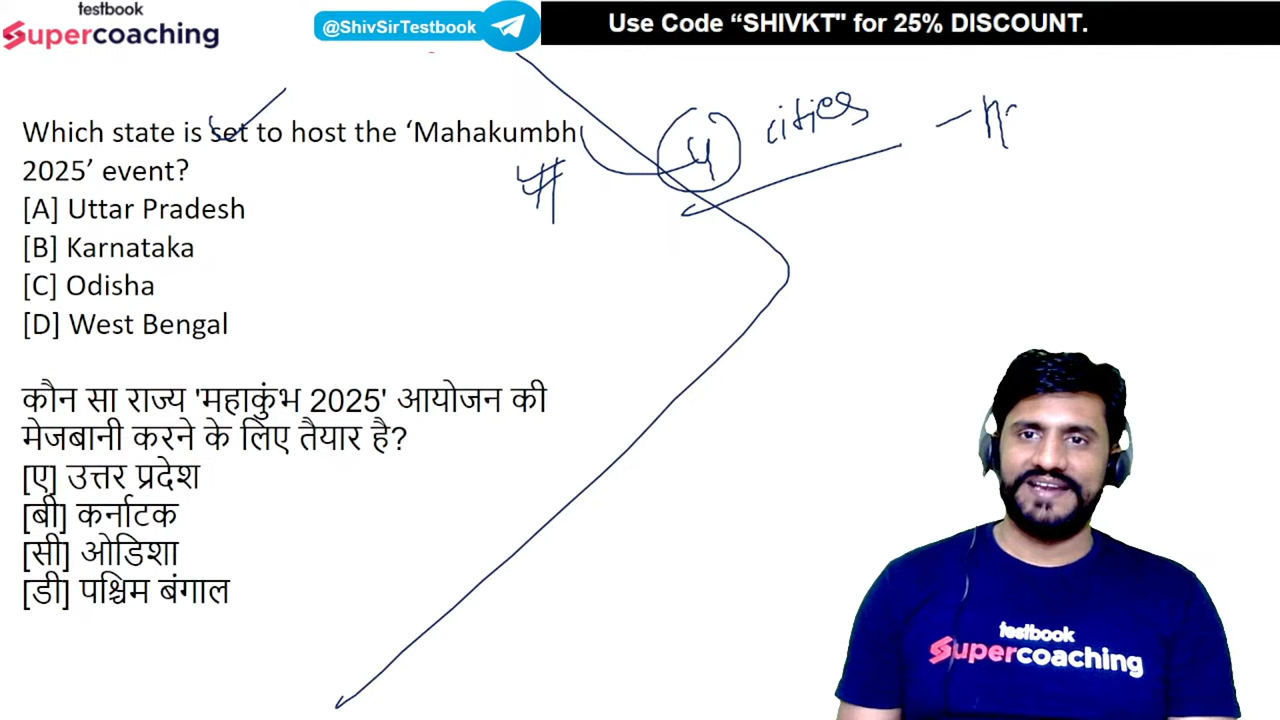 testbook
Supercoaching
@ShivSirTestbook
Use Code “SHIVKT" for 25% DISCOUNT.
4 cities
Which state is set to host the ‘Mahakumbh
2025’ event?
[A] Uttar Pradesh
[B] Karnataka
[C] Odisha
[D] West Bengal
कौन सा राज्य 'महाकुंभ 2025' आयोजन की
मेजबानी करने के लिए तैयार है?
[ए] उत्तर प्रदेश
[बी] कर्नाटक
[सी] ओडिशा
[डी] पश्चिम बंगाल
testbook
Supercoaching